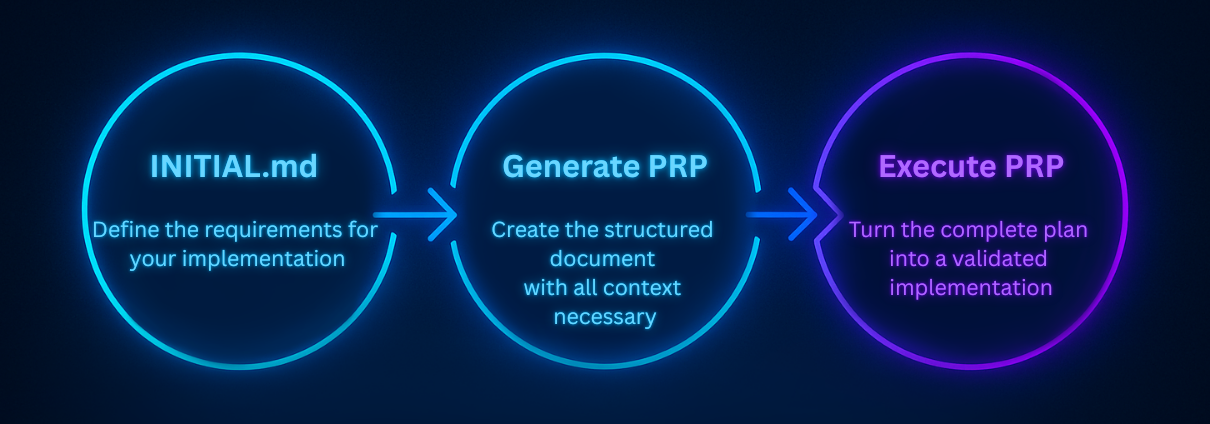 INITIAL.md
Define the requirements for
your implementation
Generate PRP
Create the structured
document
with all context
necessary
Execute PRP
Turn the complete plan
into a validated
implementation